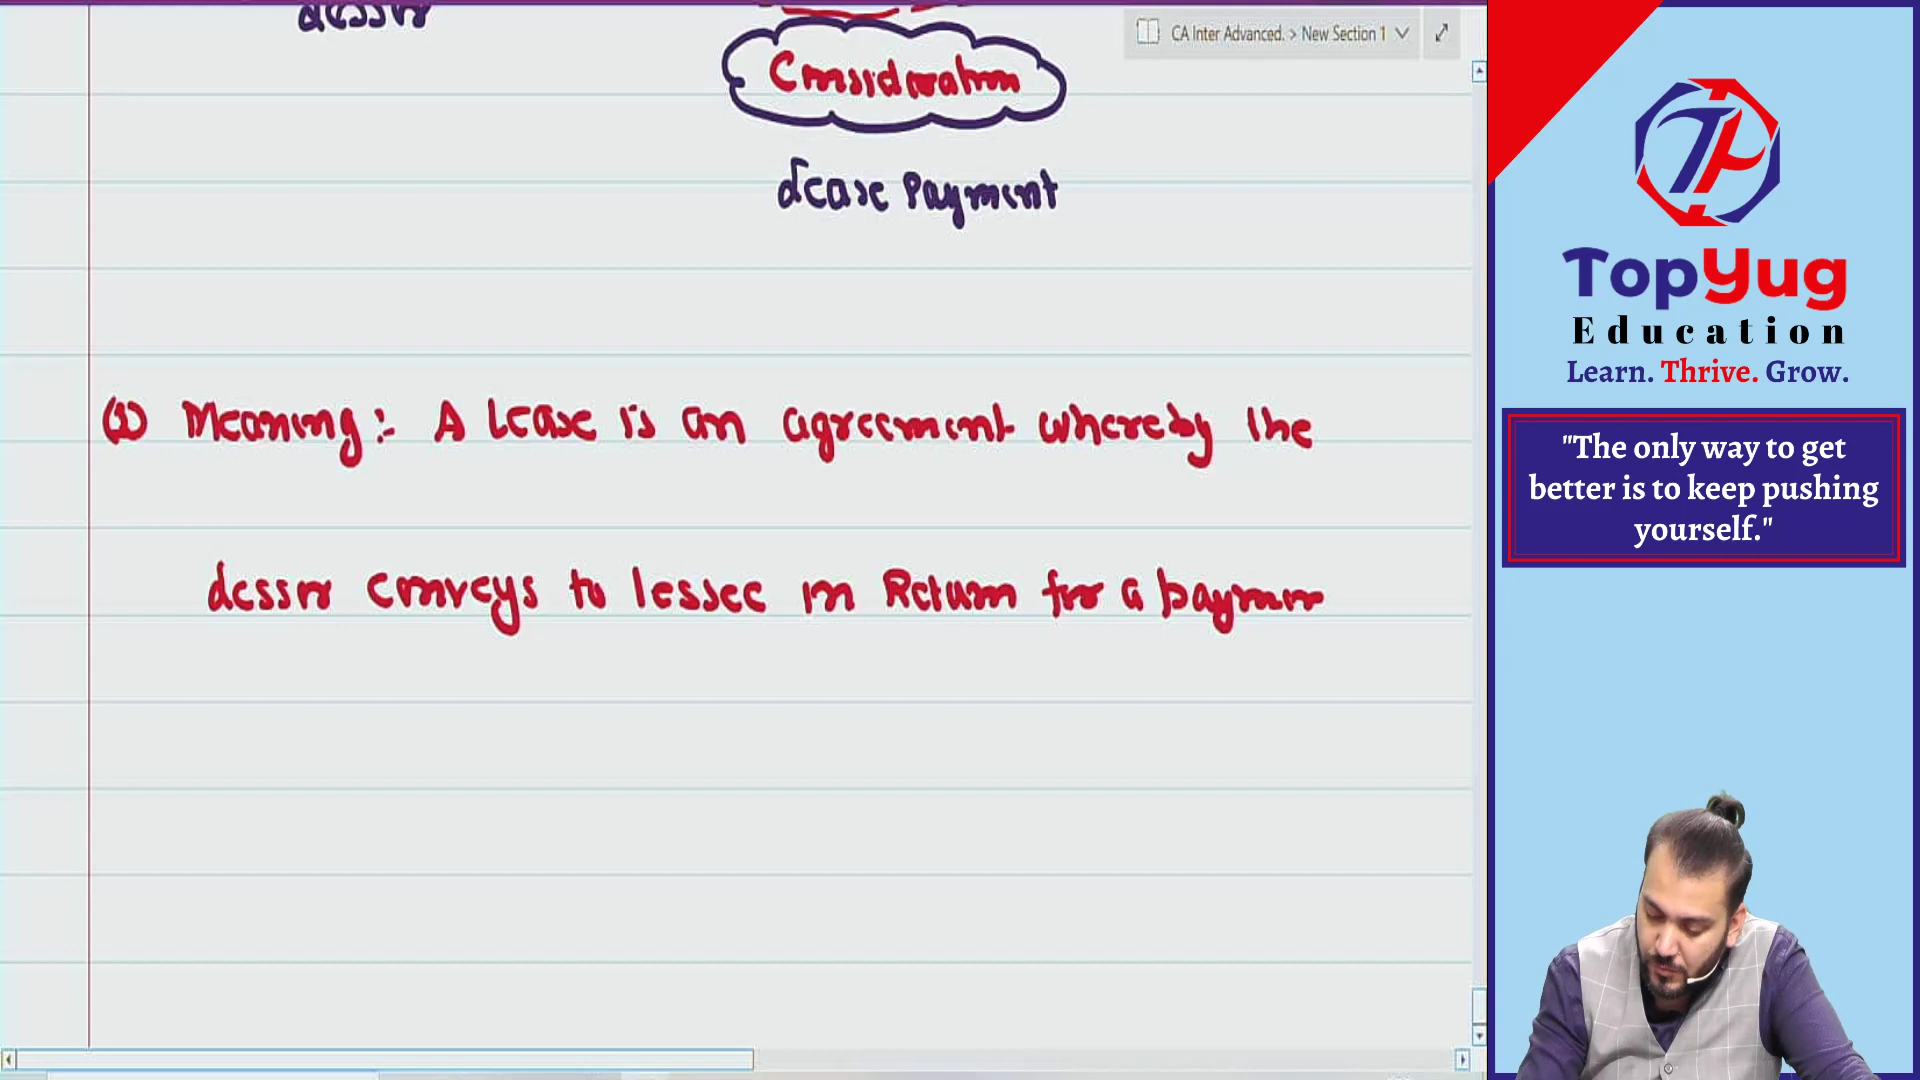 Lessor
CA Inter Advanced. > New Section 1
Consideration
Lease Payment
(1) Meaning:- A Lease is an agreement whereby the
Lessor conveys to lessee in Return for a paymen
TopYug
Education
Learn. Thrive. Grow.
"The only way to get
better is to keep pushing
yourself."